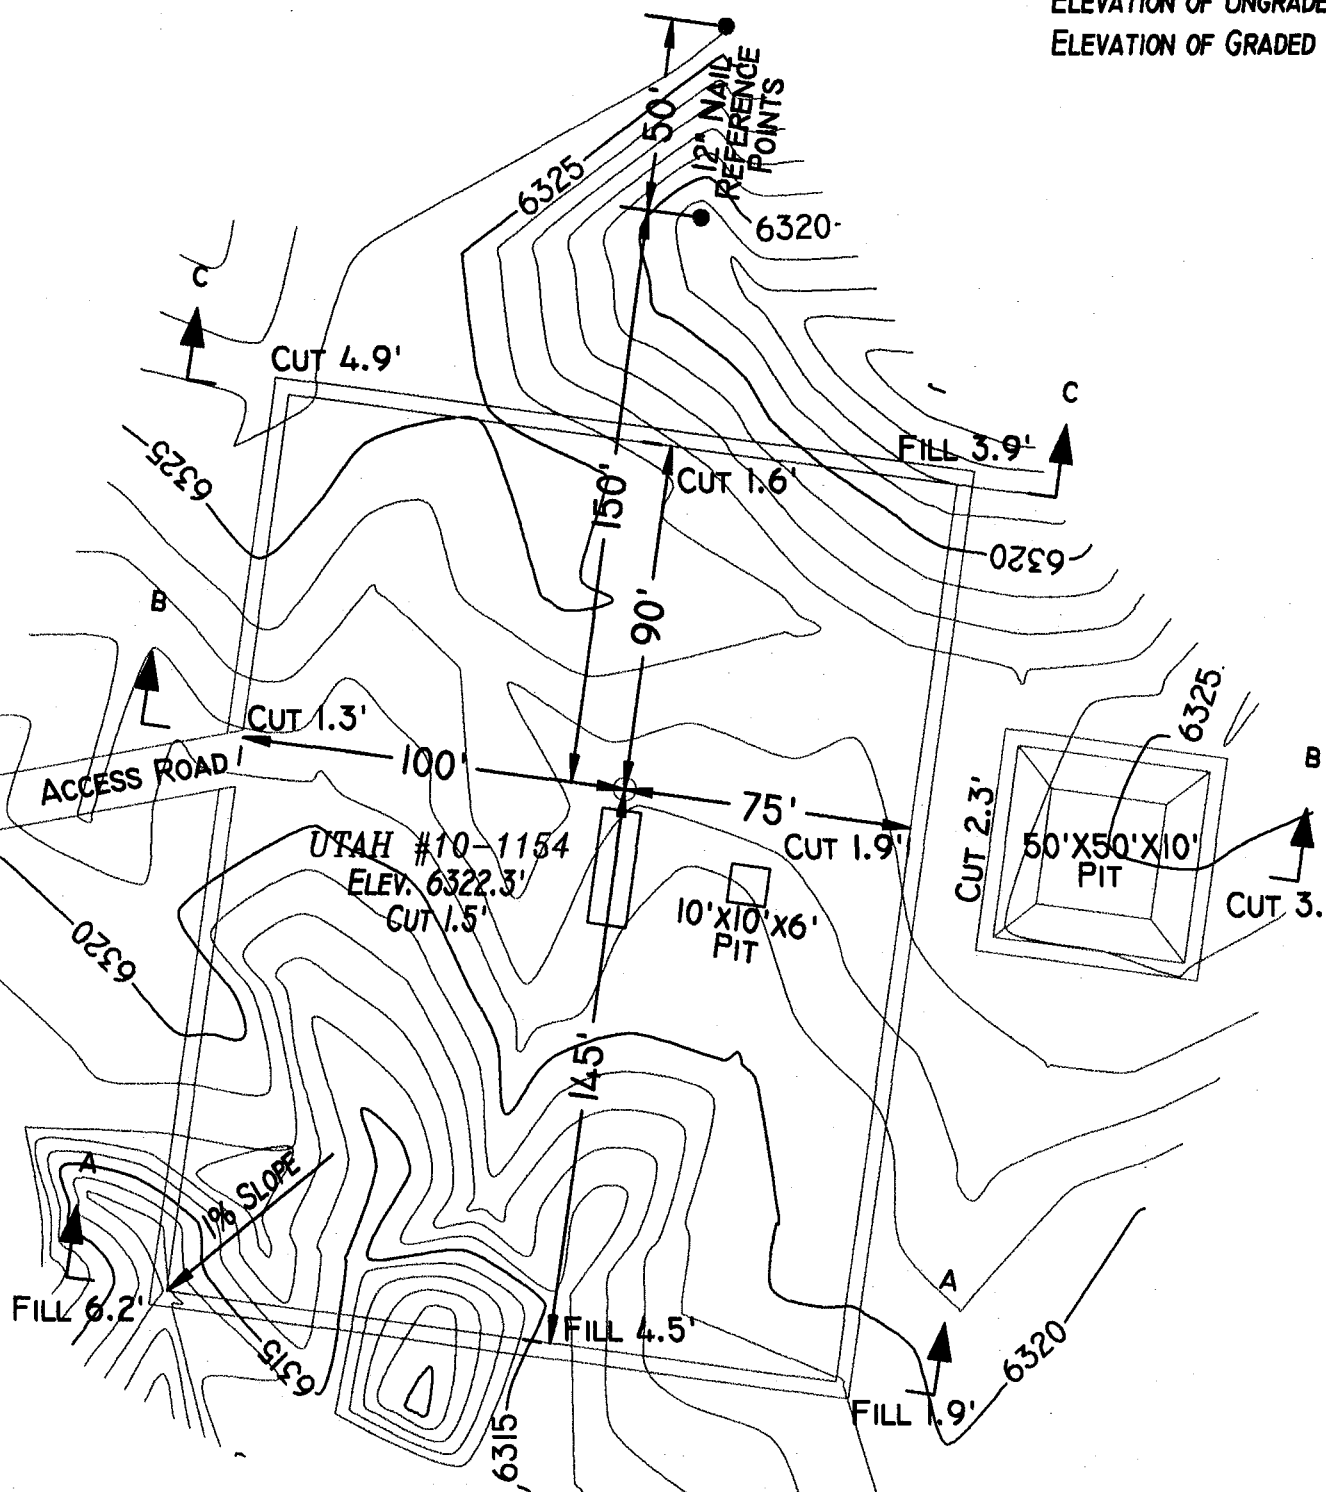 ELEVATION OF UNGRADE
ELEVATION OF GRADED
50'
12" NAIL
REFERENCE
POINTS
6325
6320
C
CUT 4.9'
C
FILL 3.9'
6325
CUT 1.6'
150'
90'
6320
B
CUT 1.3'
100'
ACCESS ROAD
75'
CUT 1.9'
6325
B
CUT 2.3'
50'X50'X10'
PIT
CUT 3.
UTAH #10-1154
ELEV. 6322.3'
CUT 1.5'
10'X10'X6'
PIT
6320
145'
A
1% SLOPE
FILL 6.2'
6315
FILL 4.5'
6315
A
FILL 1.9'
6320